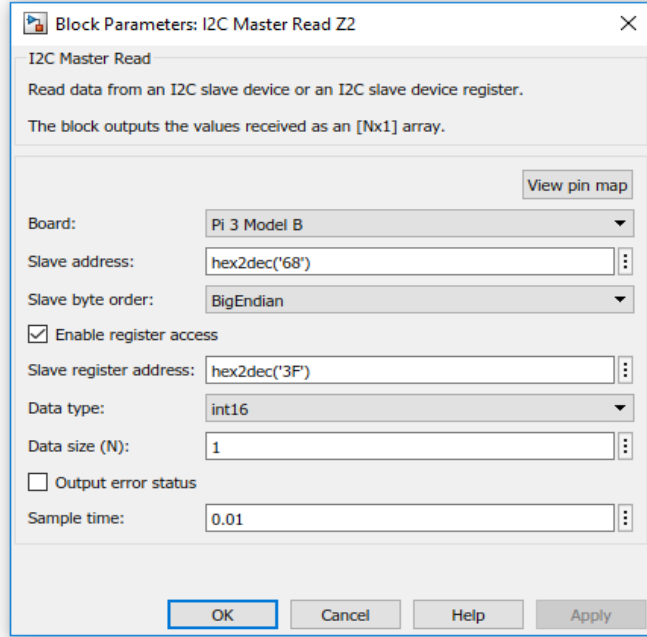 Block Parameters: I2C Master Read Z2
I2C Master Read
Read data from an I2C slave device or an I2C slave device register.
The block outputs the values received as an [Nx1] array.
View pin map
Board: Pi 3 Model B
Slave address: hex2dec('68')
Slave byte order: BigEndian
Enable register access
Slave register address: hex2dec('3F')
Data type: int16
Data size (N): 1
Output error status
Sample time: 0.01
OK Cancel Help Apply